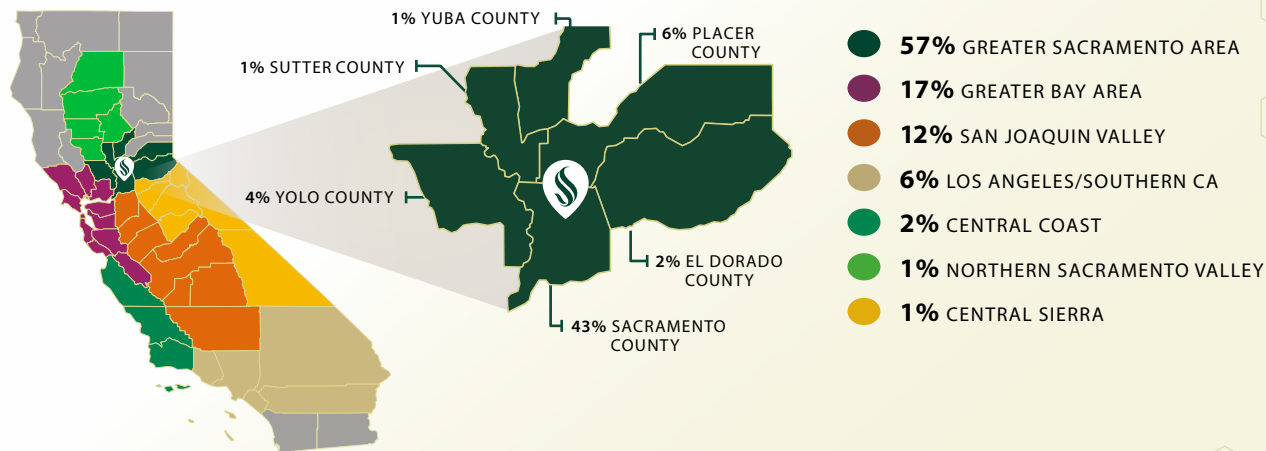 1% YUBA COUNTY
6% PLACER
COUNTY
1% SUTTER COUNTY
4% YOLO COUNTY
2% EL DORADO
COUNTY
43% SACRAMENTO
COUNTY
57% GREATER SACRAMENTO AREA
17% GREATER BAY AREA
12% SAN JOAQUIN VALLEY
6% LOS ANGELES/SOUTHERN CA
2% CENTRAL COAST
1% NORTHERN SACRAMENTO VALLEY
1% CENTRAL SIERRA